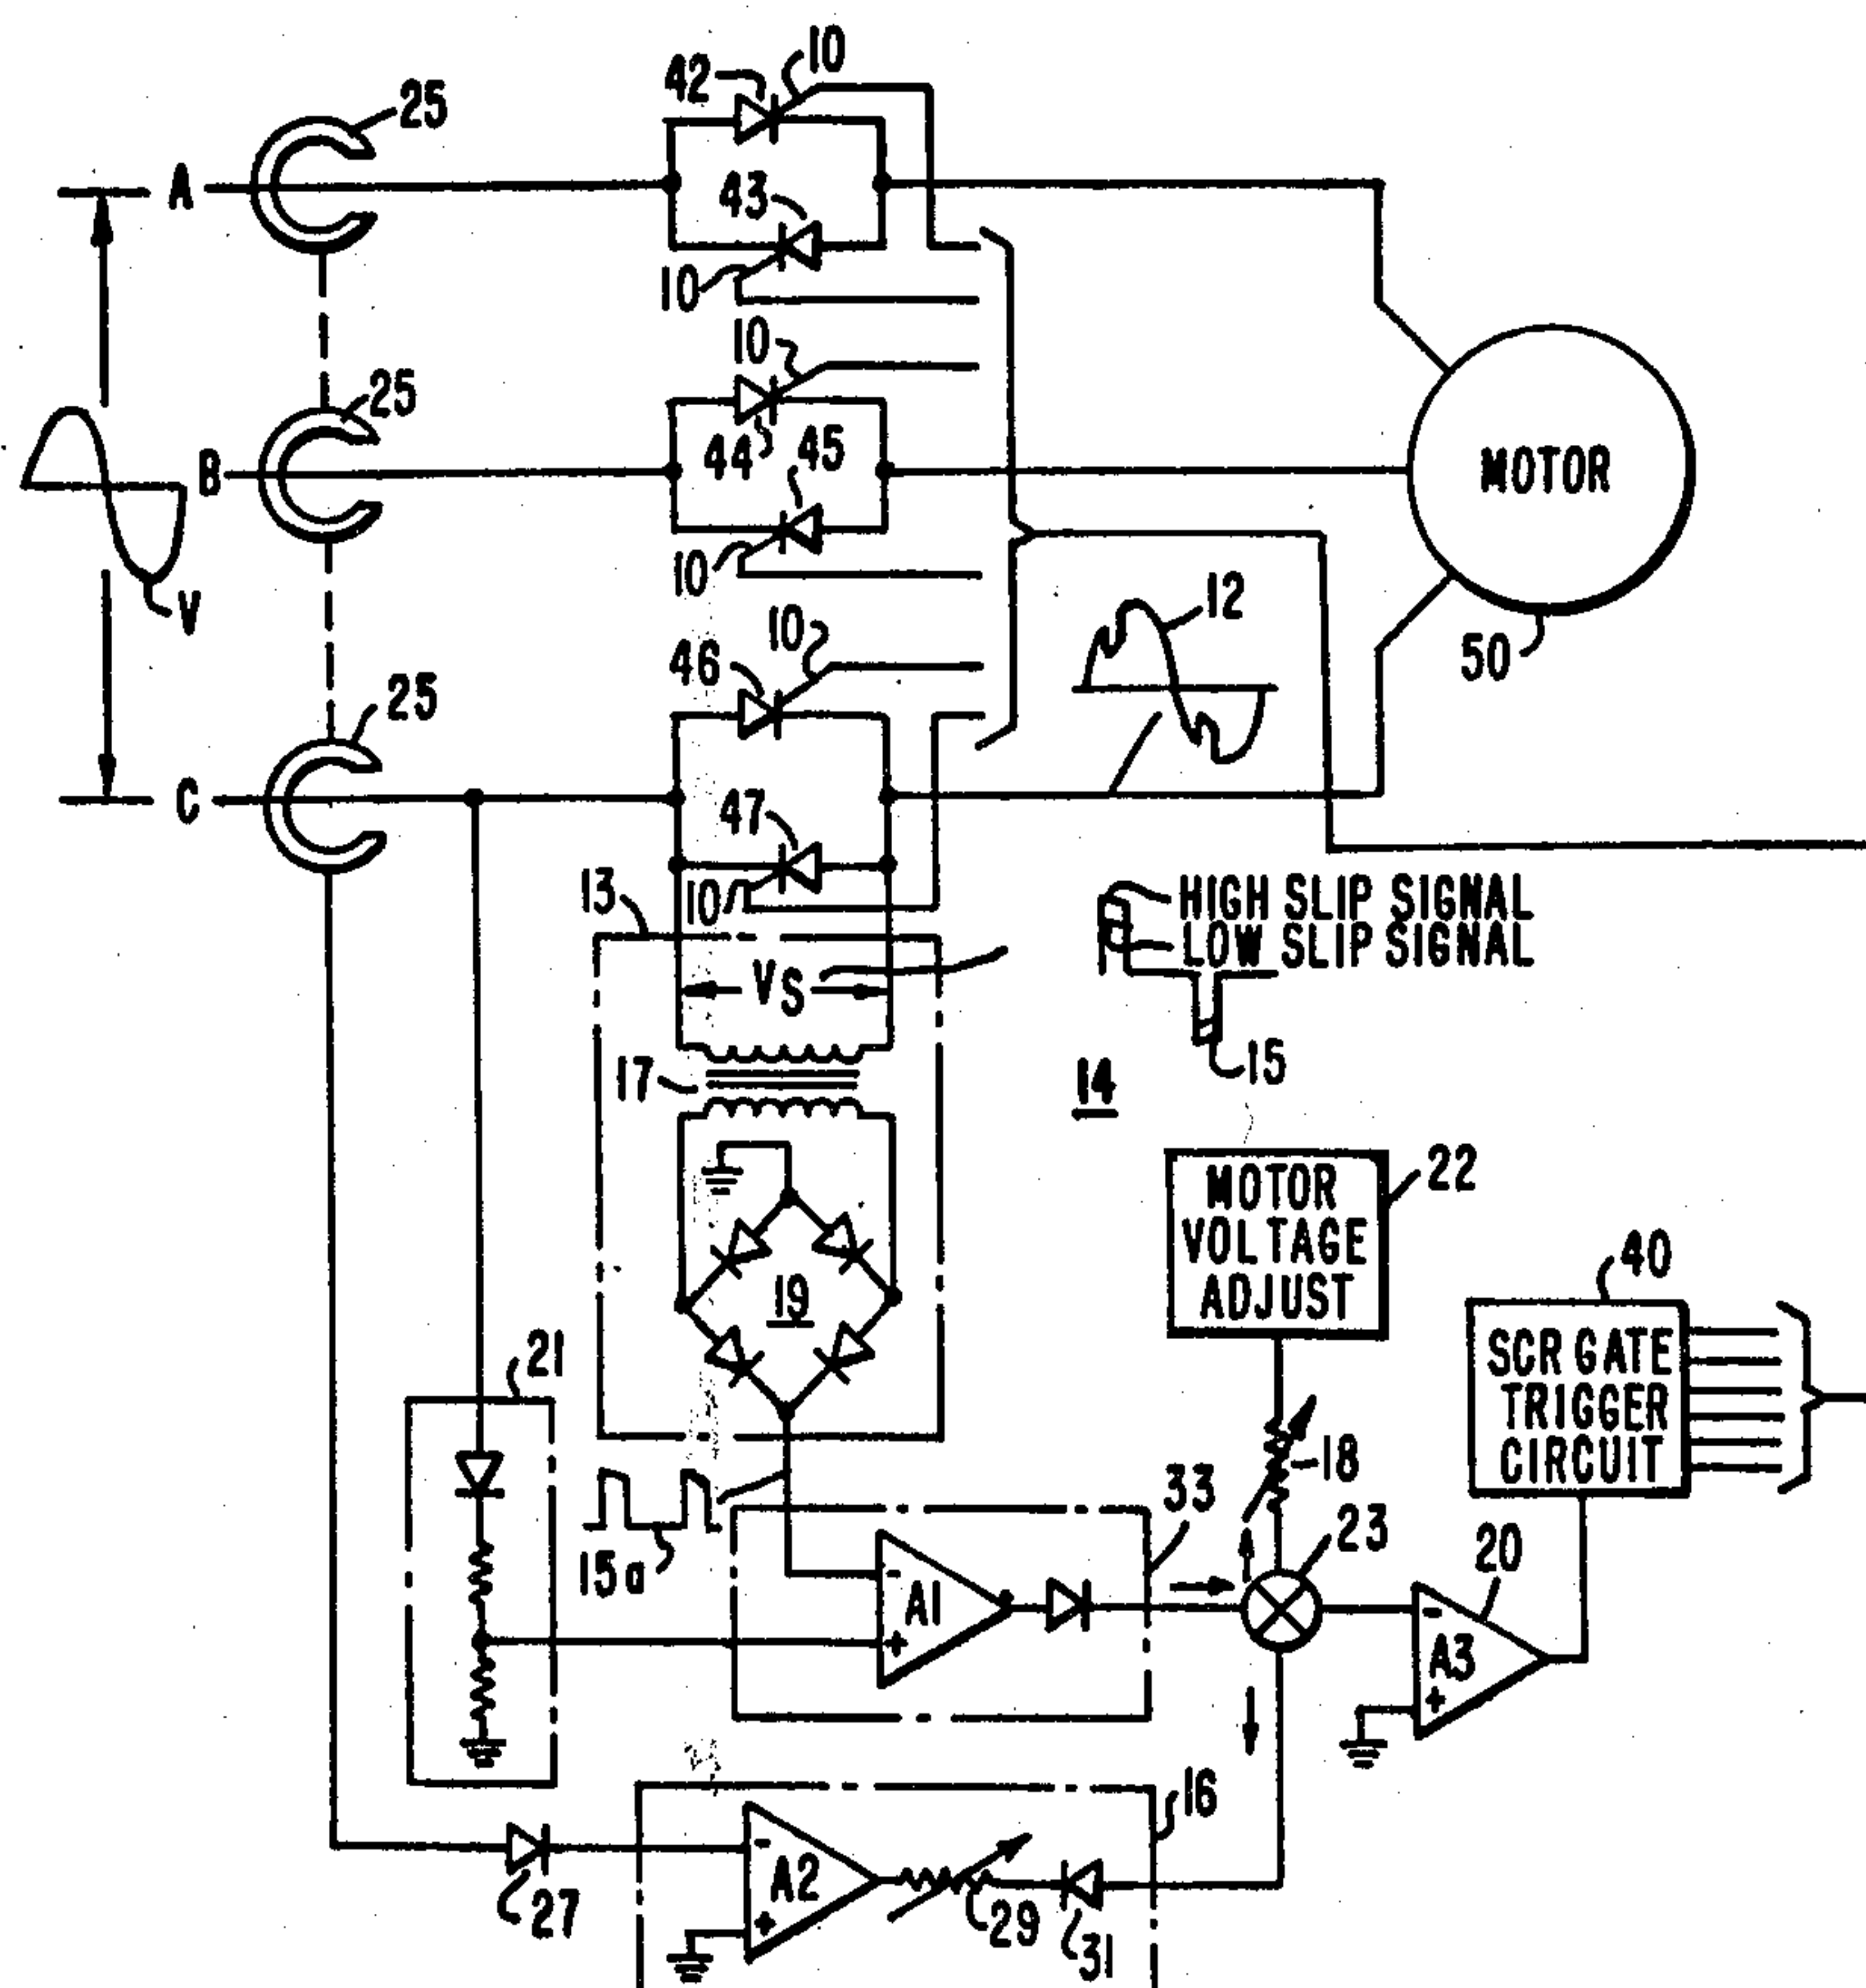 42
10
25
A
43
10
10
25
44
45
B
MOTOR
10
V
12
10
46
50
25
C
47
13
10
HIGH SLIP SIGNAL
LOW SLIP SIGNAL
VS
17
15
14
22
MOTOR
VOLTAGE
ADJUST
40
19
21
SCR GATE
TRIGGER
CIRCUIT
18
33
23
20
15a
-
A1
+
-
A3
+
16
-
A2
+
27
29
31